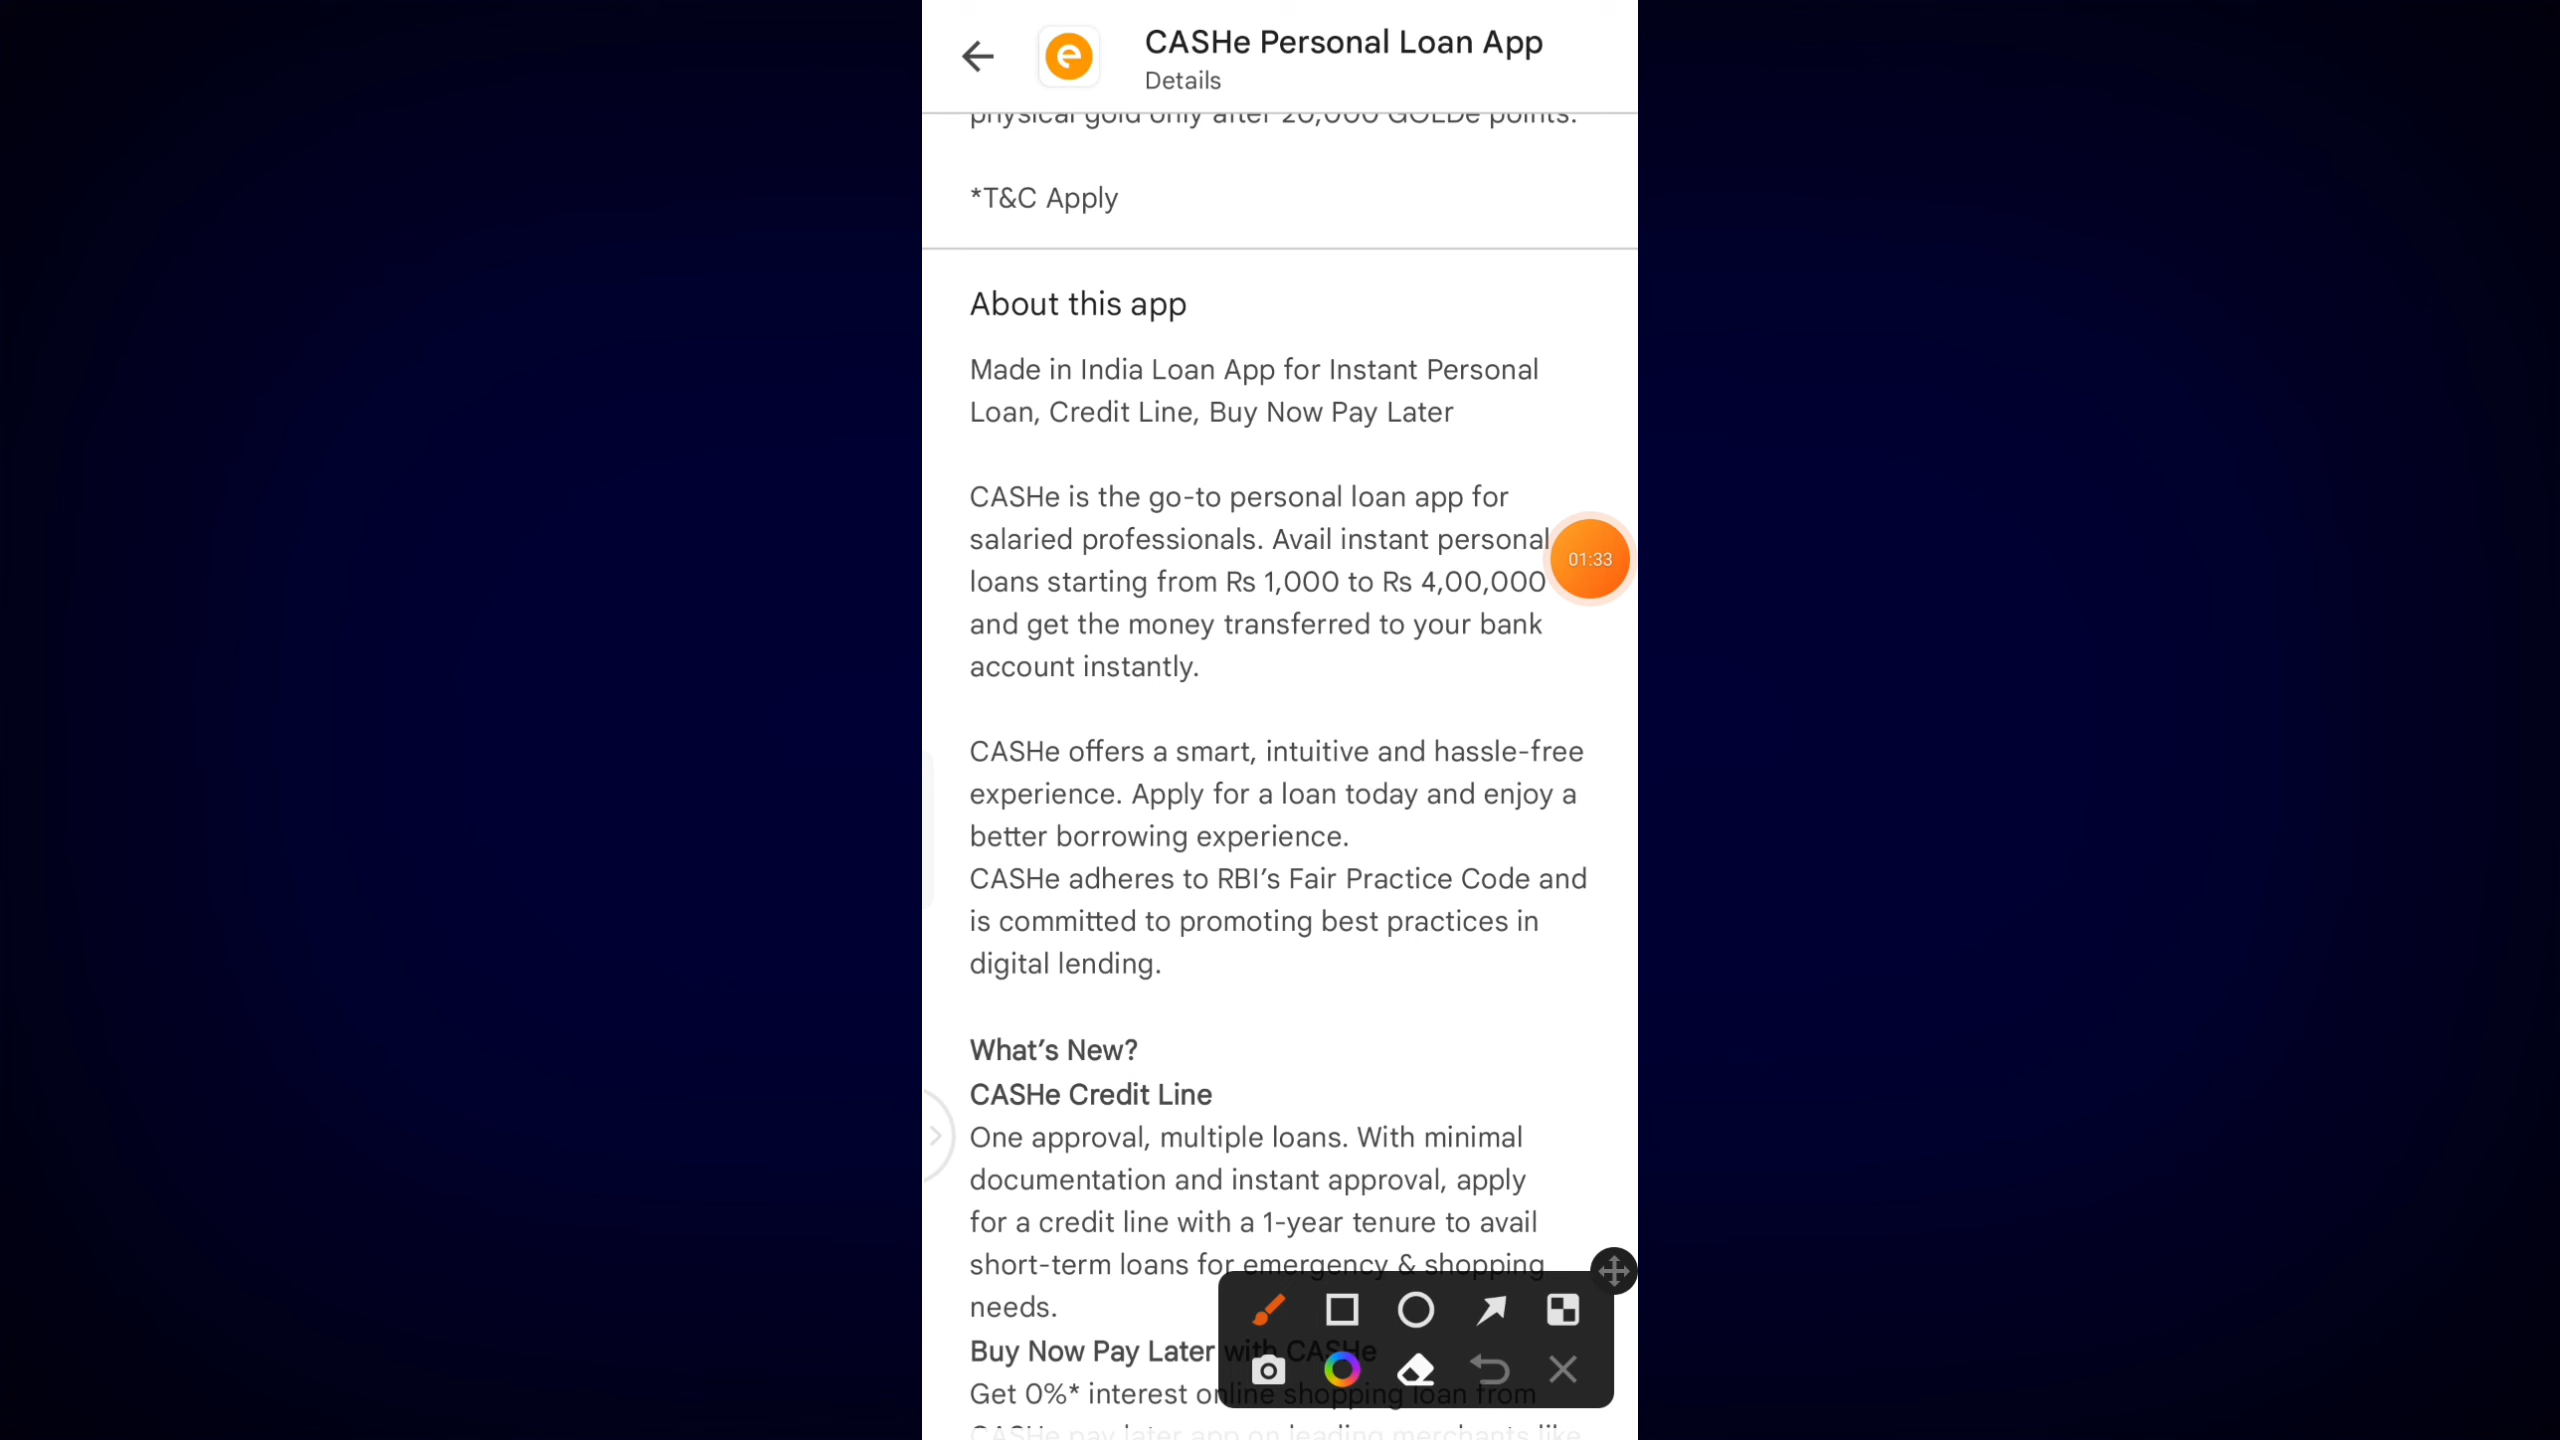 CASHe Personal Loan App
Details
physical gold only after 20,000 GOLDe points.
*T&C Apply
About this app
Made in India Loan App for Instant Personal
Loan, Credit Line, Buy Now Pay Later
CASHe is the go-to personal loan app for
salaried professionals. Avail instant personal
loans starting from Rs 1,000 to Rs 4,00,000
and get the money transferred to your bank
account instantly.
01:33
CASHe offers a smart, intuitive and hassle-free
experience. Apply for a loan today and enjoy a
better borrowing experience.
CASHe adheres to RBI's Fair Practice Code and
is committed to promoting best practices in
digital lending.
What's New?
CASHe Credit Line
One approval, multiple loans. With minimal
documentation and instant approval, apply
for a credit line with a 1-year tenure to avail
short-term loans for emergency & shopping
needs.
Buy Now Pay Later with CASHe
Get 0%* interest online shopping loan from
CASHe pay later app on leading merchants like